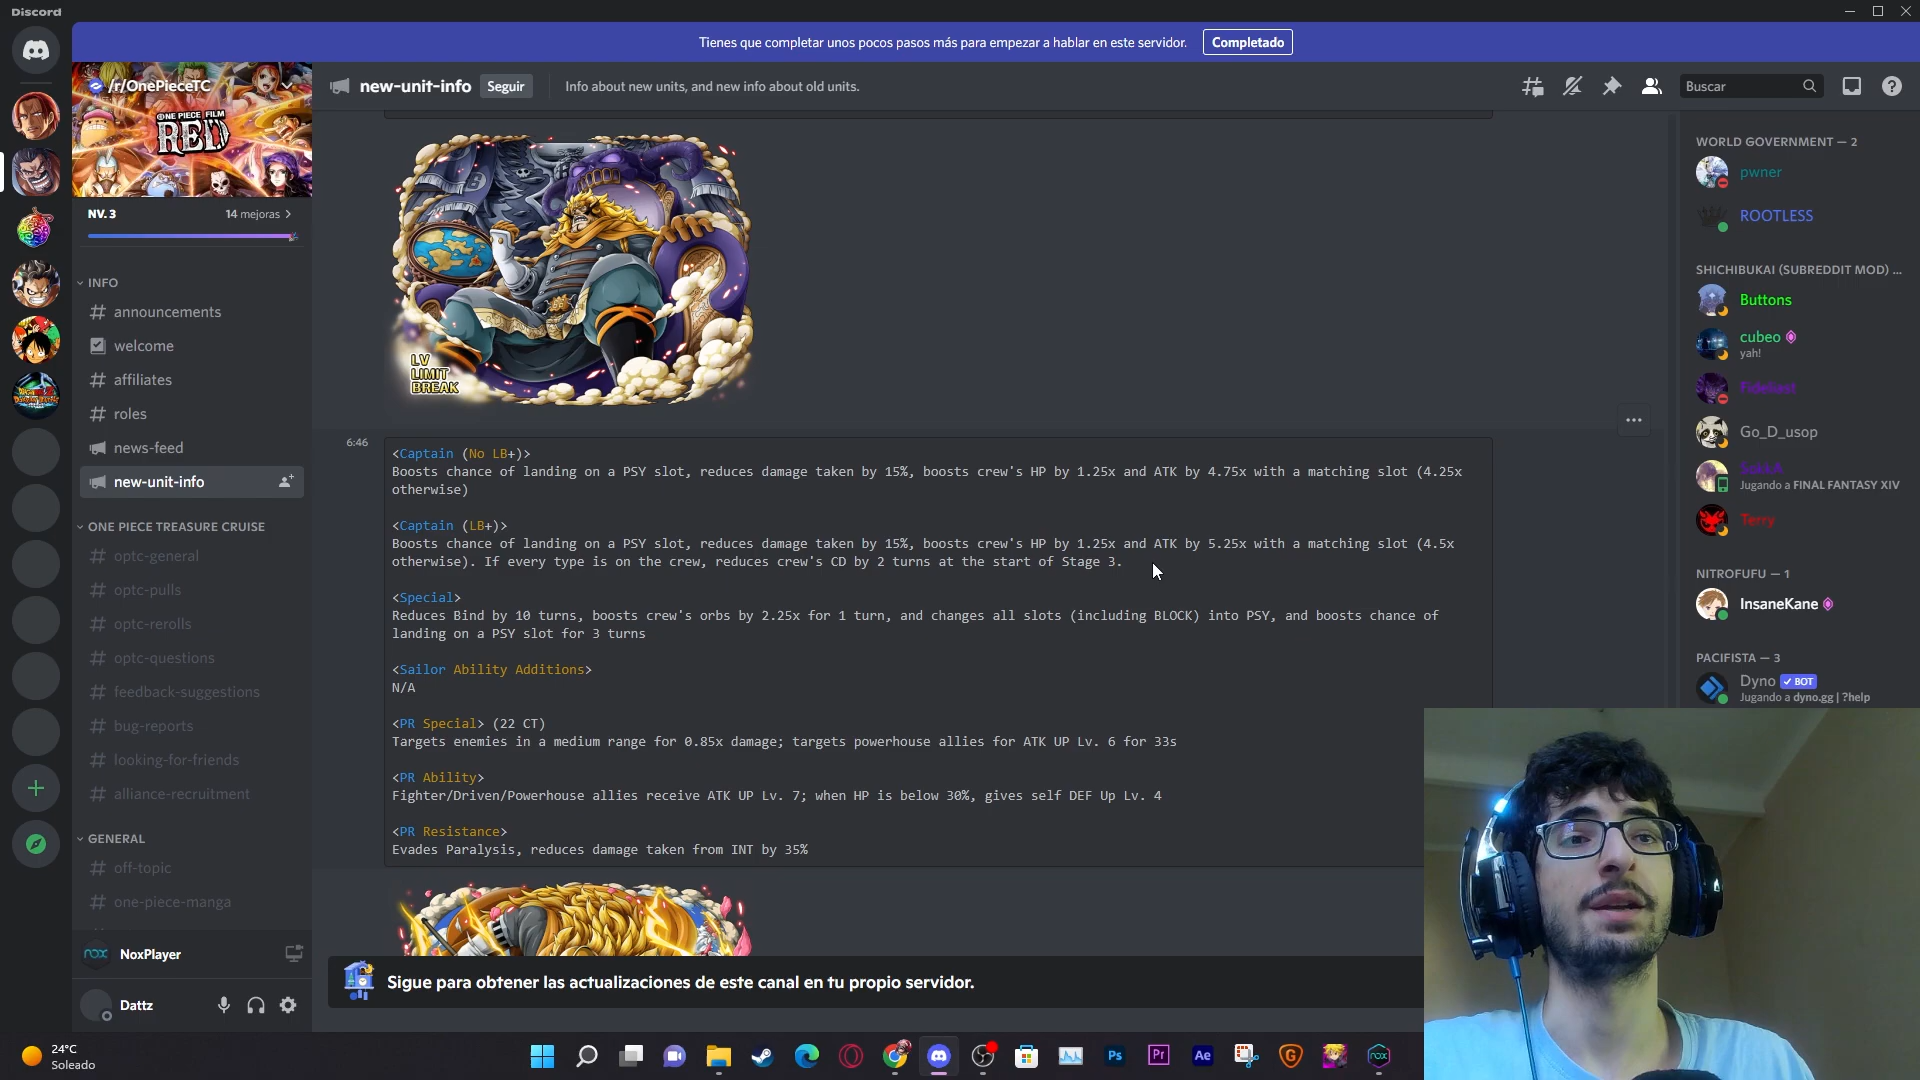 Discord
Tienes que completar unos pocos pasos más para empezar a hablar en este servidor.
Completado
/r/OnePieceTC
ONE PIECE FILM
RED
NV. 3
14 mejoras
INFO
announcements
welcome
affiliates
roles
news-feed
new-unit-info
ONE PIECE TREASURE CRUISE
optc-general
optc-pulls
optc-rerolls
optc-questions
feedback-suggestions
bug-reports
looking-for-friends
alliance-recruitment
GENERAL
off-topic
one-piece-manga
nox
NoxPlayer
Dattz
new-unit-info
Seguir
Info about new units, and new info about old units.
Buscar
LV
LIMIT
BREAK
6:46
<Captain (No LB+)>
Boosts chance of landing on a PSY slot, reduces damage taken by 15%, boosts crew's HP by 1.25x and ATK by 4.75x with a matching slot (4.25x
otherwise)
<Captain (LB+)>
Boosts chance of landing on a PSY slot, reduces damage taken by 15%, boosts crew's HP by 1.25x and ATK by 5.25x with a matching slot (4.5x
otherwise). If every type is on the crew, reduces crew's CD by 2 turns at the start of Stage 3.
<Special>
Reduces Bind by 10 turns, boosts crew's orbs by 2.25x for 1 turn, and changes all slots (including BLOCK) into PSY, and boosts chance of
landing on a PSY slot for 3 turns
<Sailor Ability Additions>
N/A
<PR Special> (22 CT)
Targets enemies in a medium range for 0.85x damage; targets powerhouse allies for ATK UP Lv. 6 for 33s
<PR Ability>
Fighter/Driven/Powerhouse allies receive ATK UP Lv. 7; when HP is below 30%, gives self DEF Up Lv. 4
<PR Resistance>
Evades Paralysis, reduces damage taken from INT by 35%
Sigue para obtener las actualizaciones de este canal en tu propio servidor.
WORLD GOVERNMENT — 2
pwner
ROOTLESS
SHICHIBUKAI (SUBREDDIT MOD) ...
Buttons
cubeo
yah!
Fideliast
Go_D_usop
SokkA
Jugando a FINAL FANTASY XIV
Terry
NITROFUFU — 1
InsaneKane
PACIFISTA — 3
Dyno
BOT
Jugando a dyno.gg | ?help
24°C
Soleado
Ps
Pr
Ae
nox